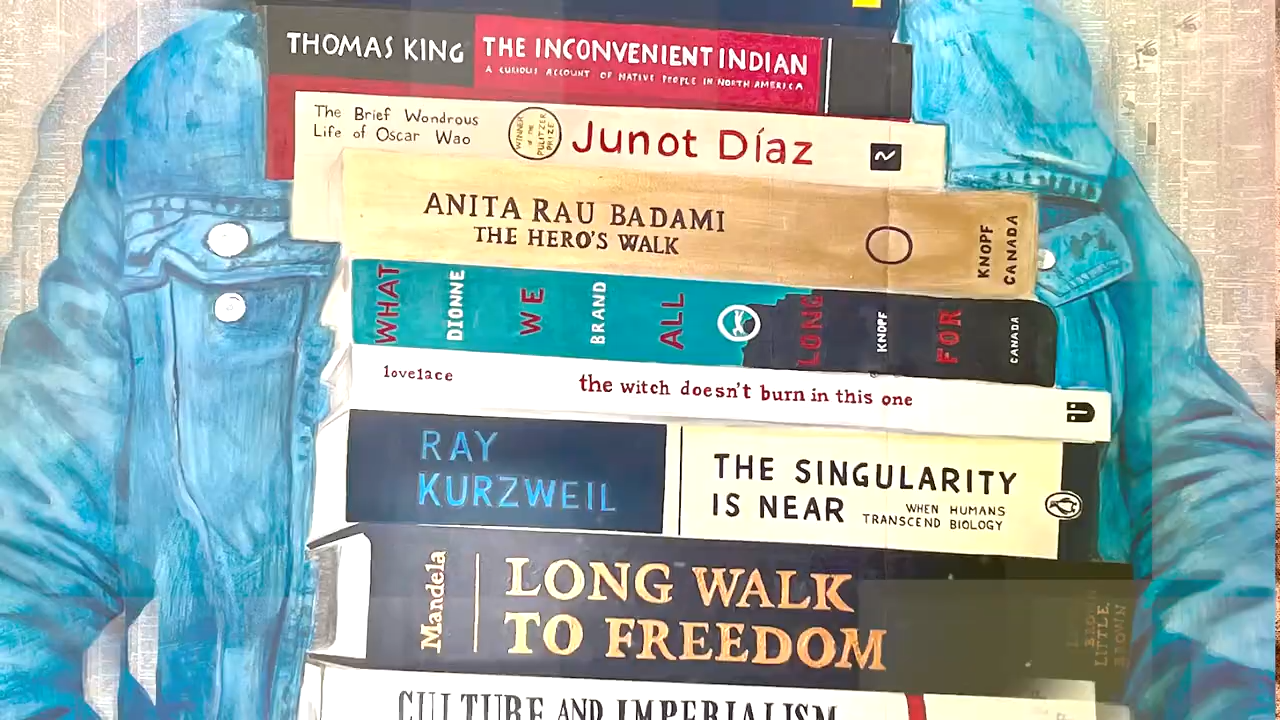 THOMAS KING
THE INCONVENIENT INDIAN
A CURIOUS ACCOUNT OF NATIVE PEOPLE IN NORTH AMERICA
The Brief Wondrous
Life of Oscar Wao
WINNER
OF THE
PULITZER
PRIZE
Junot Díaz
ANITA RAU BADAMI
THE HERO'S WALK
KNOPF
CANADA
WHAT
DIONNE
WE
BRAND
ALL
LONG
KNOPF
FOR
CANADA
lovelace
the witch doesn't burn in this one
RAY
KURZWEIL
THE SINGULARITY
IS NEAR
WHEN HUMANS
TRANSCEND BIOLOGY
Mandela
LONG WALK
TO FREEDOM
LITTLE,
BROWN
CULTURE AND IMPERIALISM